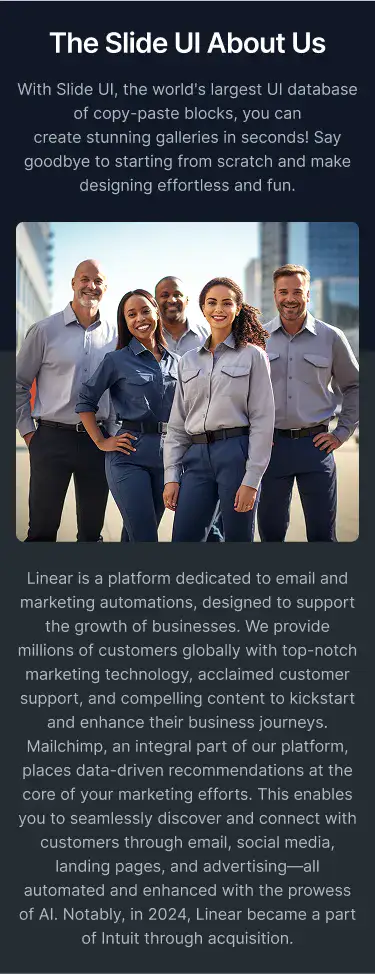 The Slide UI About Us
With Slide UI, the world's largest UI database
of copy-paste blocks, you can
create stunning galleries in seconds! Say
goodbye to starting from scratch and make
designing effortless and fun.
Linear is a platform dedicated to email and
marketing automations, designed to support
the growth of businesses. We provide
millions of customers globally with top-notch
marketing technology, acclaimed customer
support, and compelling content to kickstart
and enhance their business journeys.
Mailchimp, an integral part of our platform,
places data-driven recommendations at the
core of your marketing efforts. This enables
you to seamlessly discover and connect with
customers through email, social media,
landing pages, and advertising—all
automated and enhanced with the prowess
of AI. Notably, in 2024, Linear became a part
of Intuit through acquisition.